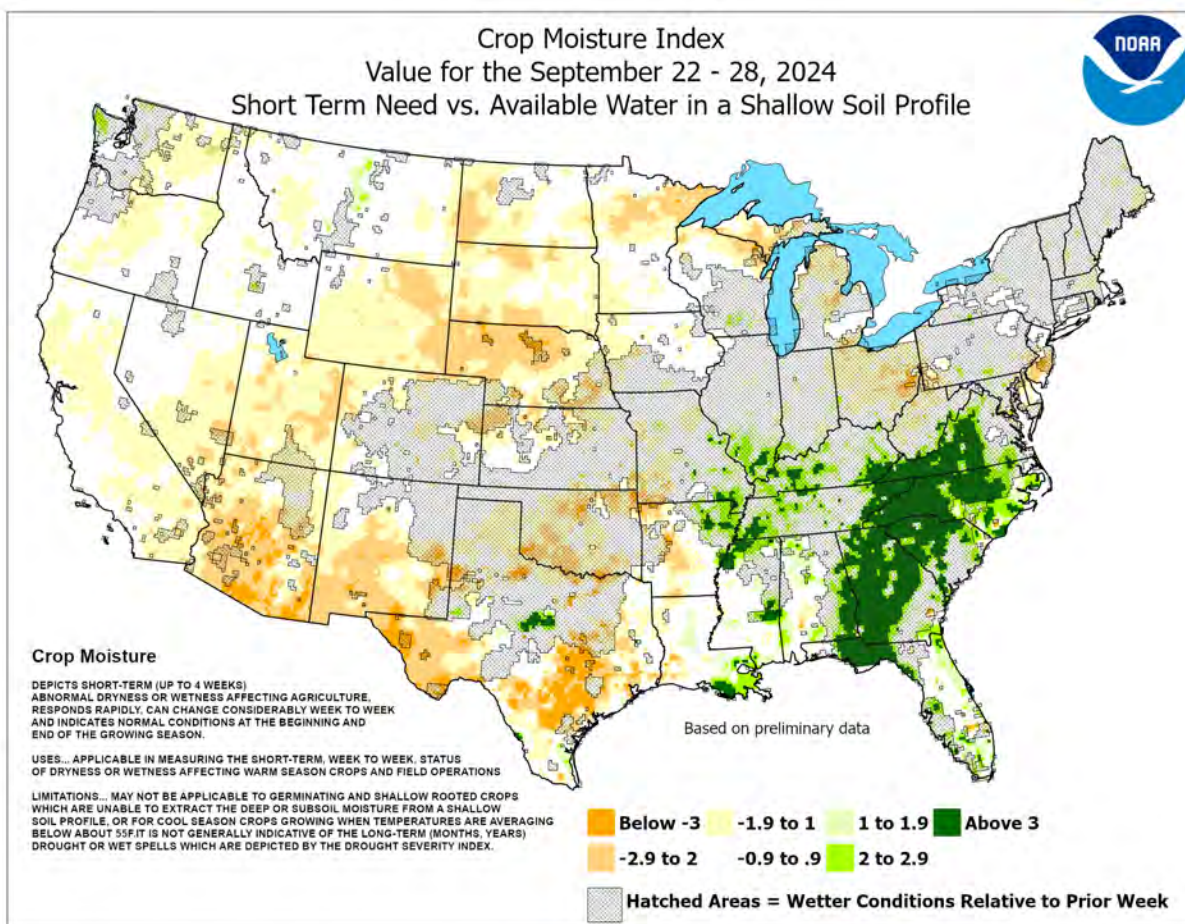 Crop Moisture Index
Value for the September 22 - 28, 2024
Short Term Need vs. Available Water in a Shallow Soil Profile
NOAA
Crop Moisture
DEPICTS SHORT-TERM (UP TO 4 WEEKS)
ABNORMAL DRYNESS OR WETNESS AFFECTING AGRICULTURE,
RESPONDS RAPIDLY, CAN CHANGE CONSIDERABLY WEEK TO WEEK
AND INDICATES NORMAL CONDITIONS AT THE BEGINNING AND
END OF THE GROWING SEASON.
USES... APPLICABLE IN MEASURING THE SHORT-TERM, WEEK TO WEEK, STATUS
OF DRYNESS OR WETNESS AFFECTING WARM SEASON CROPS AND FIELD OPERATIONS
LIMITATIONS... MAY NOT BE APPLICABLE TO GERMINATING AND SHALLOW ROOTED CROPS
WHICH ARE UNABLE TO EXTRACT THE DEEP OR SUBSOIL MOISTURE FROM A SHALLOW
SOIL PROFILE, OR FOR COOL SEASON CROPS GROWING WHEN TEMPERATURES ARE AVERAGING
BELOW ABOUT 55F.IT IS NOT GENERALLY INDICATIVE OF THE LONG-TERM (MONTHS, YEARS)
DROUGHT OR WET SPELLS WHICH ARE DEPICTED BY THE DROUGHT SEVERITY INDEX.
Based on preliminary data
Below -3 -1.9 to 1 1 to 1.9 Above 3
-2.9 to 2 -0.9 to .9 2 to 2.9
Hatched Areas = Wetter Conditions Relative to Prior Week